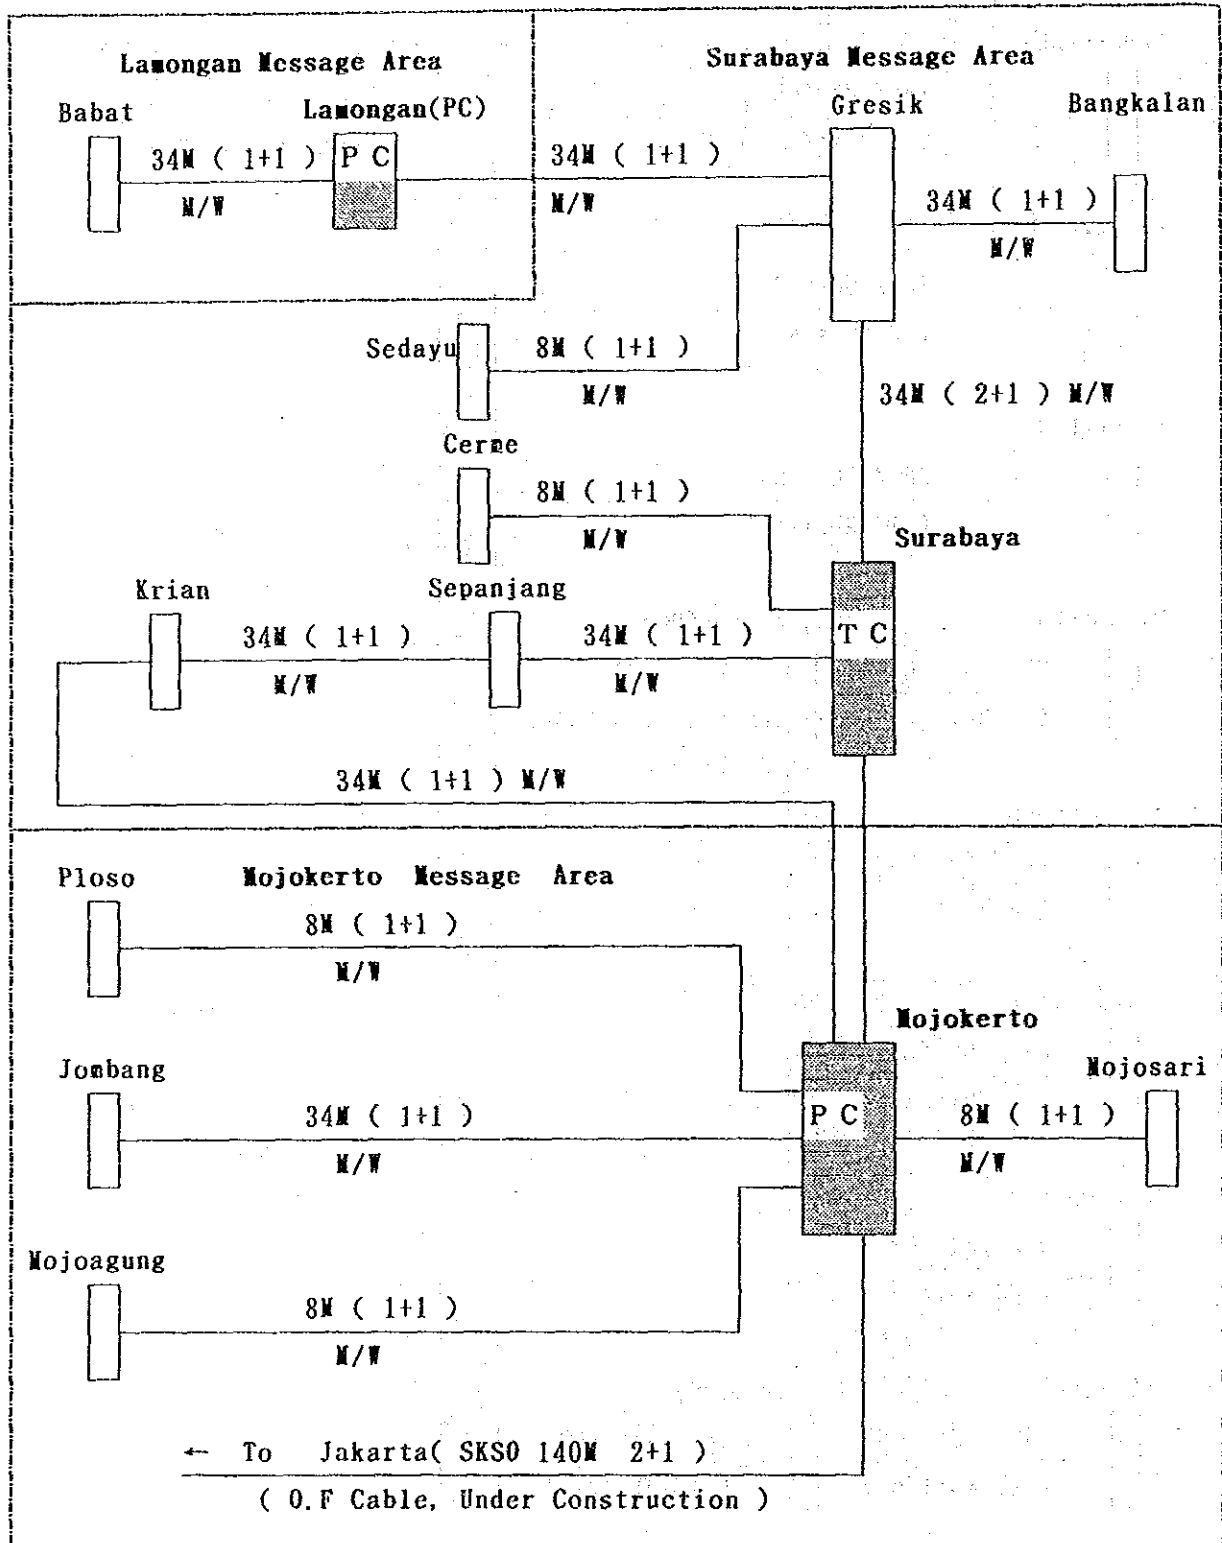 Lamongan Message Area
Surabaya Message Area
Babat
Lamongan(PC)
Gresik
Bangkalan
34M ( 1+1 )
P C
34M ( 1+1 )
M/W
M/W
34M ( 1+1 )
M/W
Sedayu
8M ( 1+1 )
M/W
34M ( 2+1 ) M/W
Cerme
8M ( 1+1 )
M/W
Surabaya
Krian
Sepanjang
34M ( 1+1 )
34M ( 1+1 )
T C
M/W
M/W
34M ( 1+1 ) M/W
Ploso
Mojokerto Message Area
8M ( 1+1 )
M/W
Mojokerto
Jombang
Mojosari
34M ( 1+1 )
P C
8M ( 1+1 )
M/W
M/W
Mojoagung
8M ( 1+1 )
M/W
← To Jakarta( SKSO 140M 2+1 )
( O.F Cable, Under Construction )